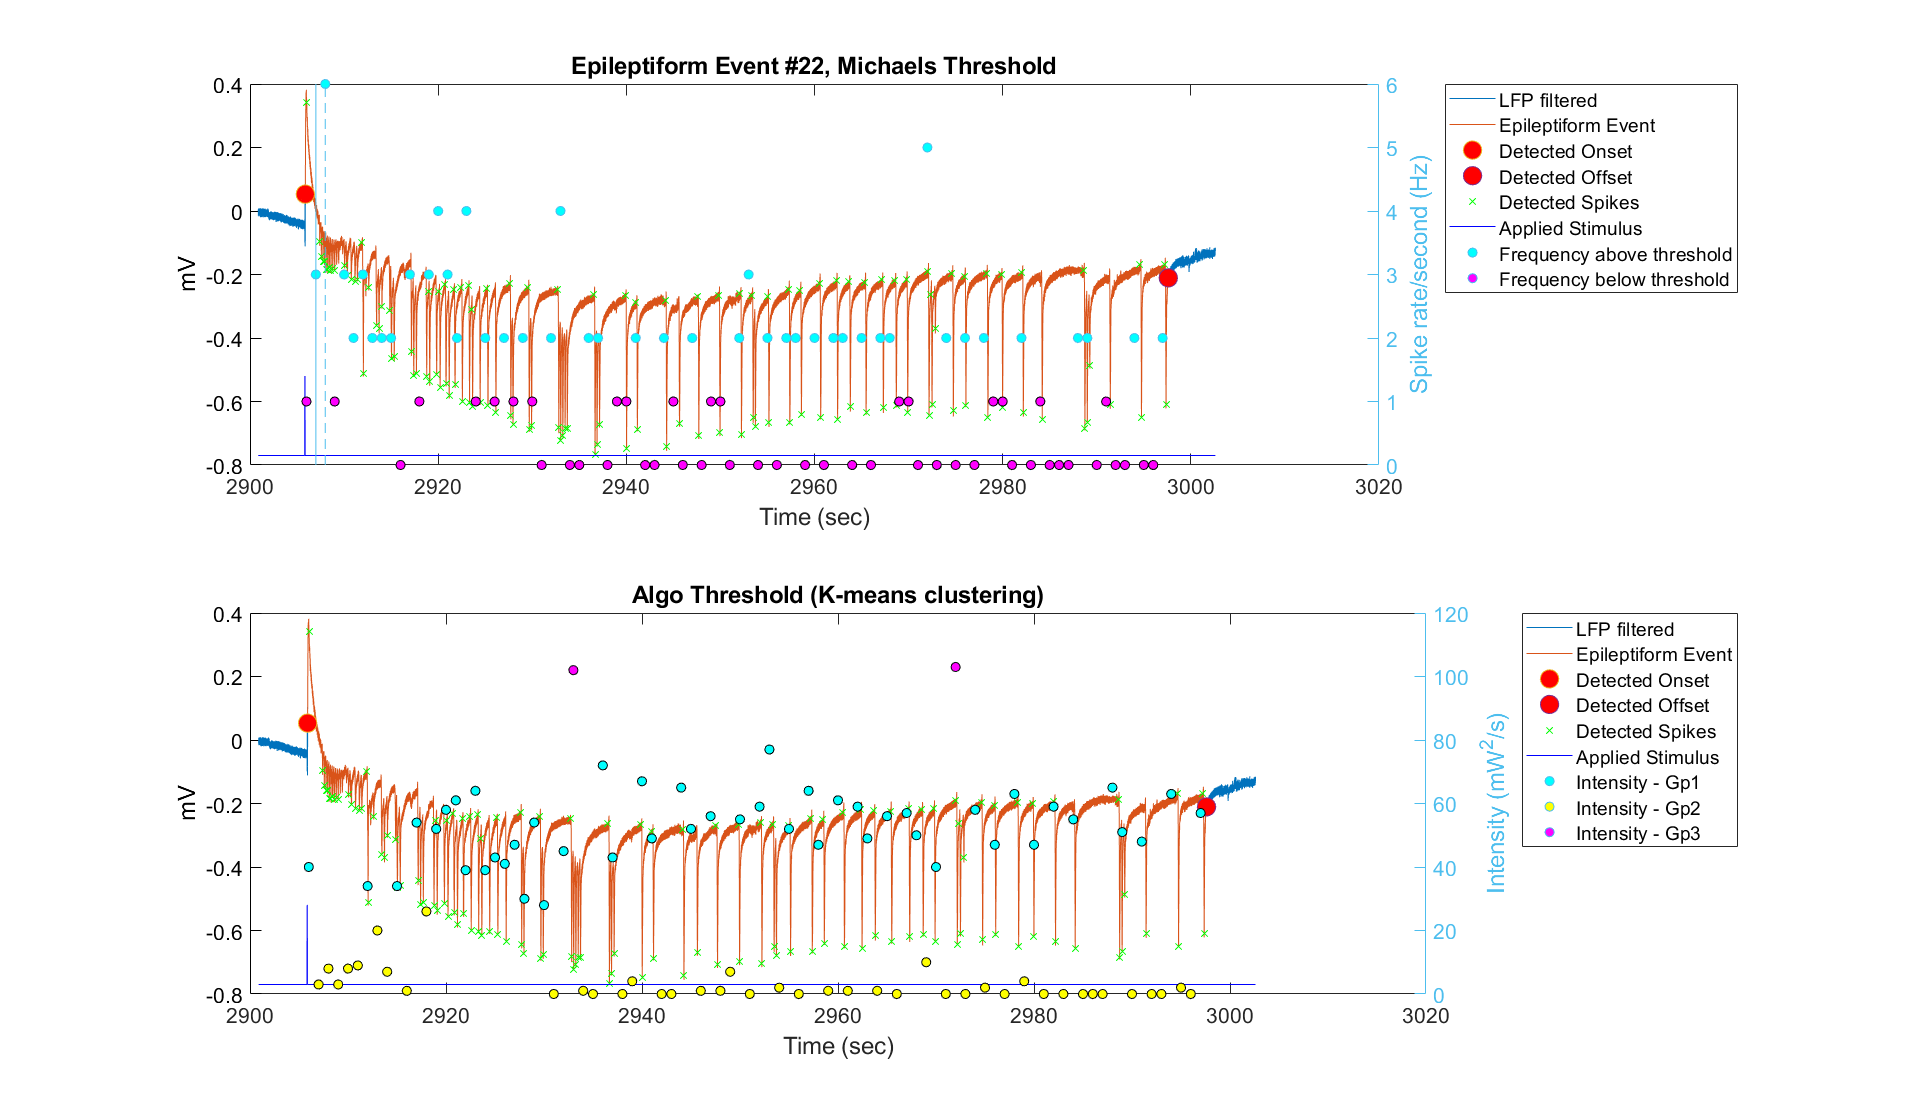 Epileptiform Event #22, Michaels Threshold
0.4
0.2
0
-0.2
-0.4
-0.6
-0.8
mV
2900
2920
2940
2960
2980
3000
3020
Time (sec)
6
5
4
3
2
1
0
Spike rate/second (Hz)
LFP filtered
Epileptiform Event
Detected Onset
Detected Offset
Detected Spikes
Applied Stimulus
Frequency above threshold
Frequency below threshold
Algo Threshold (K-means clustering)
0.4
0.2
0
-0.2
-0.4
-0.6
-0.8
mV
2900
2920
2940
2960
2980
3000
3020
Time (sec)
120
100
80
60
40
20
0
Intensity (mW²/s)
LFP filtered
Epileptiform Event
Detected Onset
Detected Offset
Detected Spikes
Applied Stimulus
Intensity - Gp1
Intensity - Gp2
Intensity - Gp3